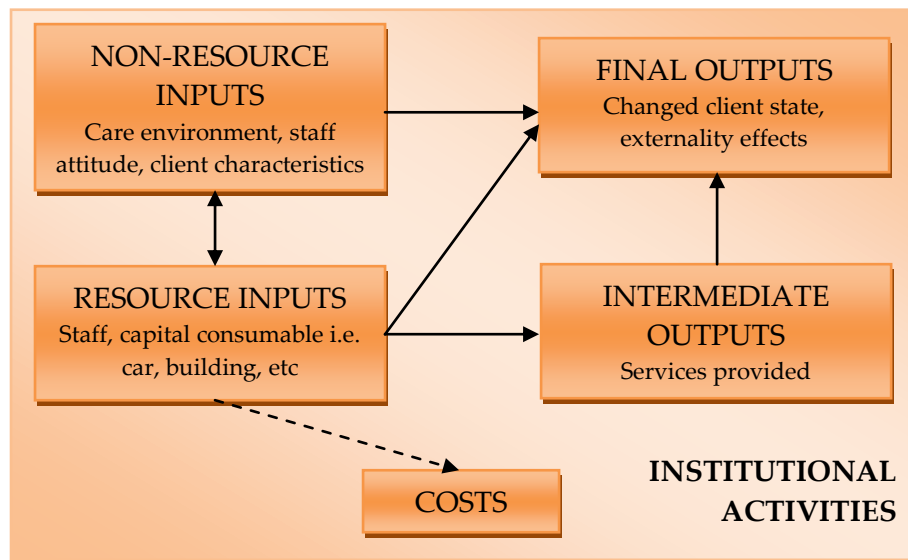 NON-RESOURCE
INPUTS
Care environment, staff
attitude, client characteristics
FINAL OUTPUTS
Changed client state,
externality effects
RESOURCE INPUTS
Staff, capital consumable i.e.
car, building, etc
INTERMEDIATE
OUTPUTS
Services provided
COSTS
INSTITUTIONAL
ACTIVITIES